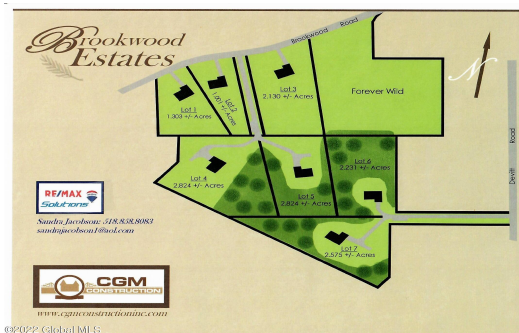 Brookwood
Estates
Brookwood Road
N
Lot 1
1.303 +/- Acres
Lot 2
1.001 +/- Acres
Lot 3
2.130 +/- Acres
Forever Wild
Devitt Road
Lot 4
2.824 +/- Acres
Lot 5
2.824 +/- Acres
Lot 6
2.231 +/- Acres
Lot 7
2.575 +/- Acres
RE/MAX
Solutions
Sandra Jacobson: 518.858.8083
sandrajacobson1@aol.com
CGM
CONSTRUCTION
www.cgmconstructioninc.com
©2022 Global MLS